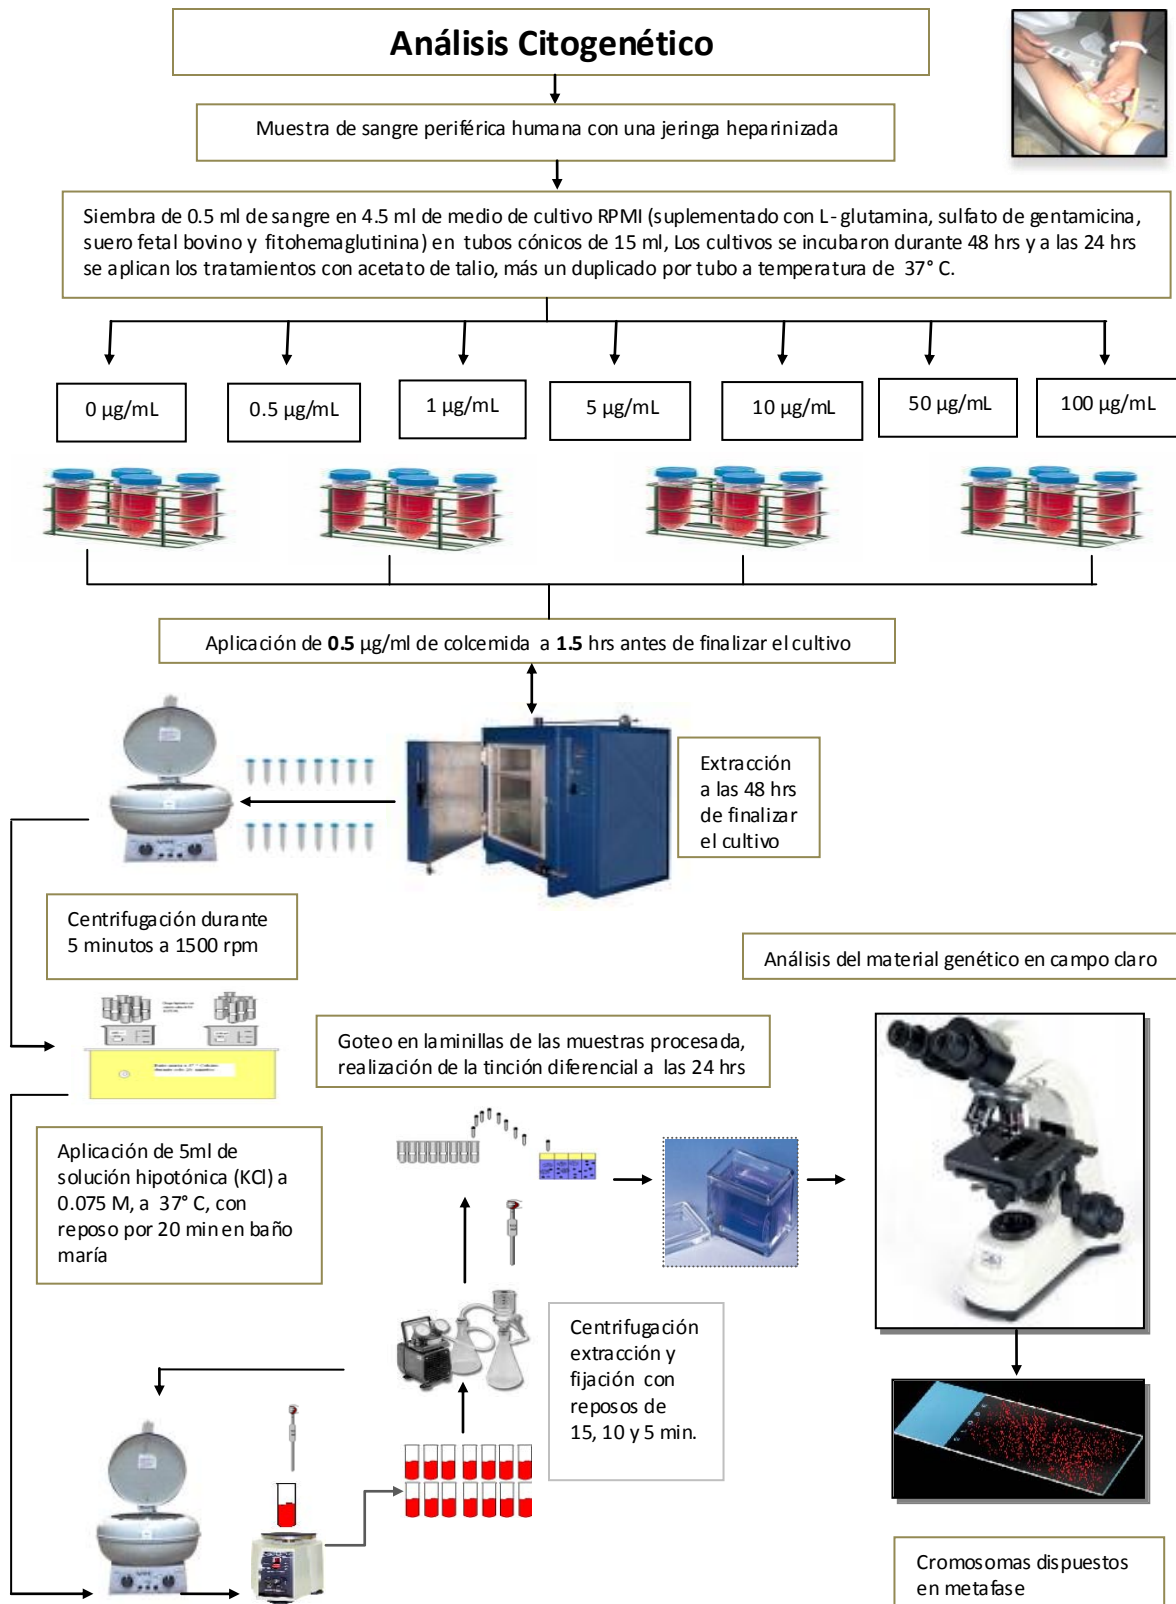 Análisis Citogenético
Muestra de sangre periférica humana con una jeringa heparinizada
Siembra de 0.5 ml de sangre en 4.5 ml de medio de cultivo RPMI (suplementado con L- glutamina, sulfato de gentamicina,
suero fetal bovino y fitohemaglutinina) en tubos cónicos de 15 ml, Los cultivos se incubaron durante 48 hrs y a las 24 hrs
se aplican los tratamientos con acetato de talio, más un duplicado por tubo a temperatura de 37° C.
0 µg/mL
0.5 µg/mL
1 µg/mL
5 µg/mL
10 µg/mL
50 µg/mL
100 µg/mL
Aplicación de 0.5 µg/ml de colcemida a 1.5 hrs antes de finalizar el cultivo
Extracción
a las 48 hrs
de finalizar
el cultivo
Centrifugación durante
5 minutos a 1500 rpm
Análisis del material genético en campo claro
Goteo en laminillas de las muestras procesada,
realización de la tinción diferencial a las 24 hrs
Aplicación de 5ml de
solución hipotónica (KCl) a
0.075 M, a 37° C, con
reposo por 20 min en baño
maría
Centrifugación
extracción y
fijación con
reposos de
15, 10 y 5 min.
Cromosomas dispuestos
en metafase